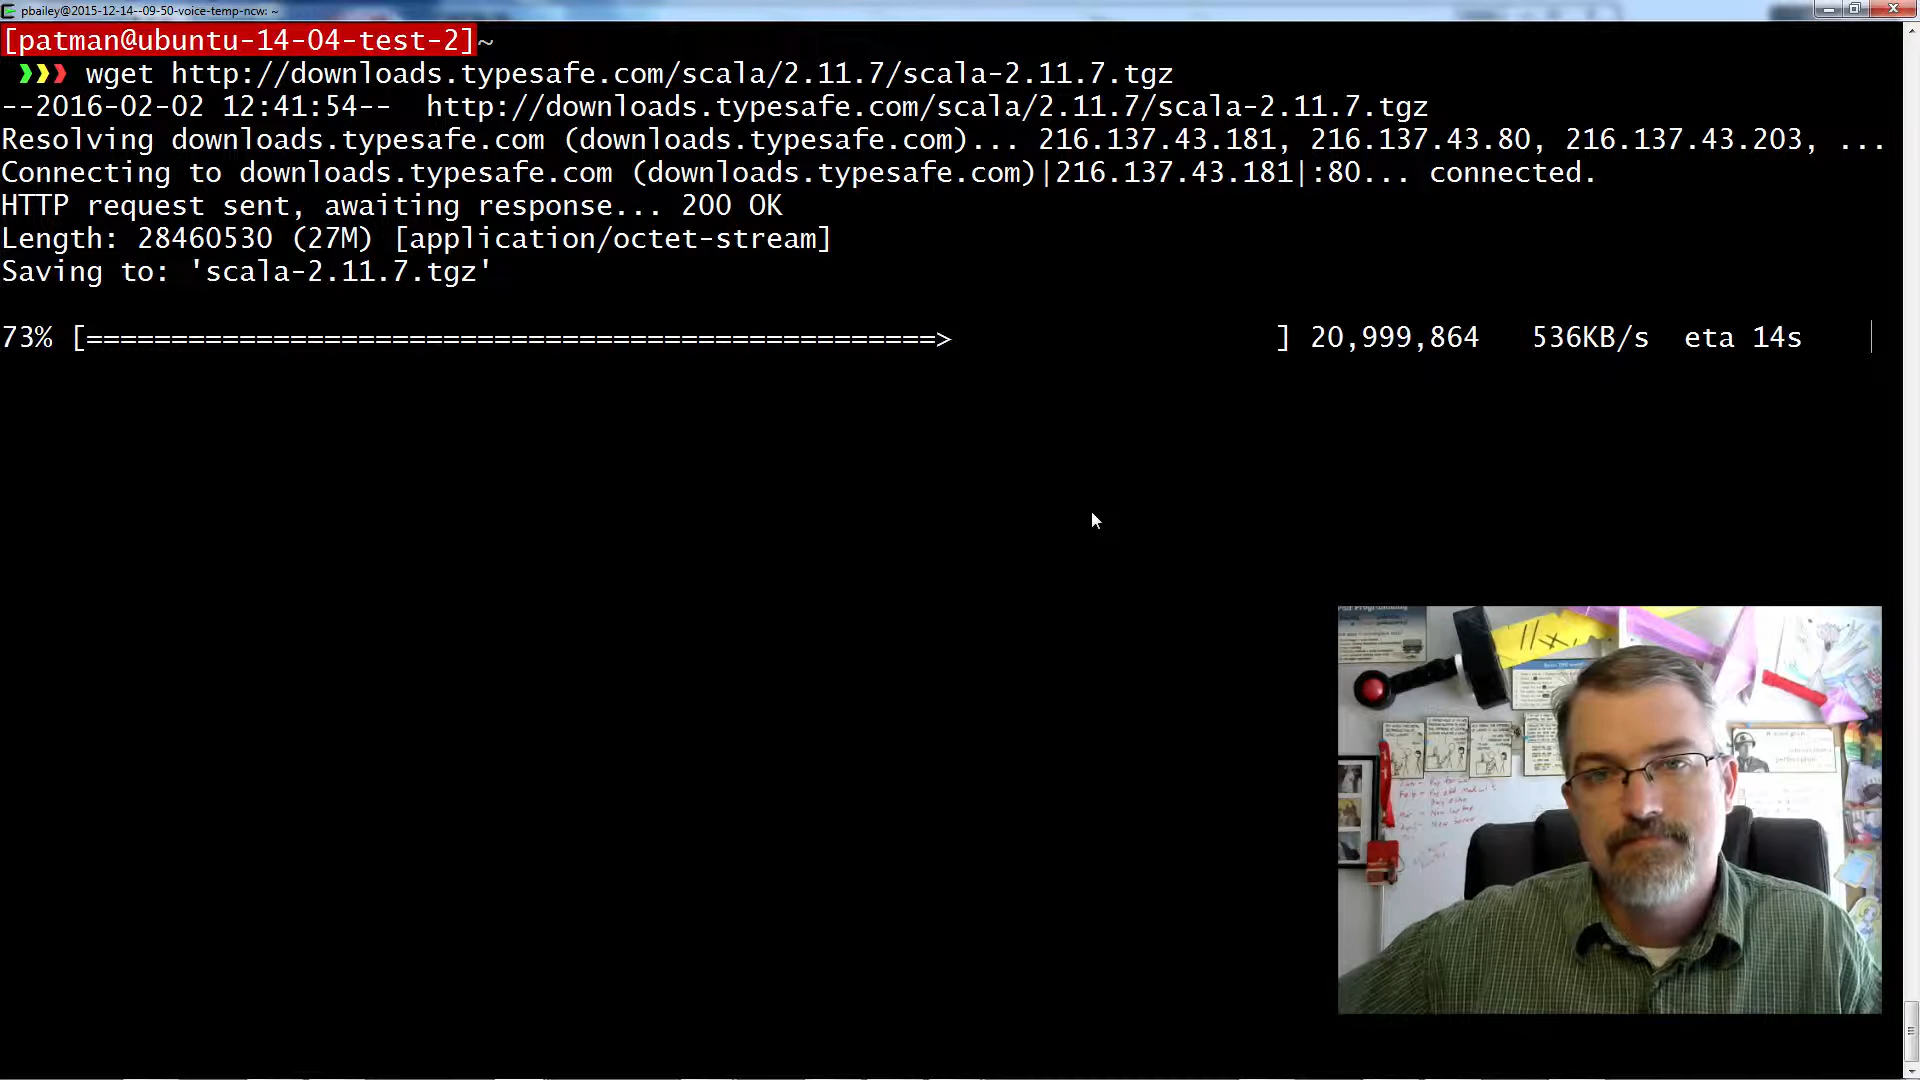 pbailey@2015-12-14--09-50-voice-temp-ncw: ~
[patman@ubuntu-14-04-test-2]~
❯❯❯ wget http://downloads.typesafe.com/scala/2.11.7/scala-2.11.7.tgz
--2016-02-02 12:41:54--  http://downloads.typesafe.com/scala/2.11.7/scala-2.11.7.tgz
Resolving downloads.typesafe.com (downloads.typesafe.com)... 216.137.43.181, 216.137.43.80, 216.137.43.203, ...
Connecting to downloads.typesafe.com (downloads.typesafe.com)|216.137.43.181|:80... connected.
HTTP request sent, awaiting response... 200 OK
Length: 28460530 (27M) [application/octet-stream]
Saving to: 'scala-2.11.7.tgz'
73% [==================================================>                   ] 20,999,864   536KB/s  eta 14s